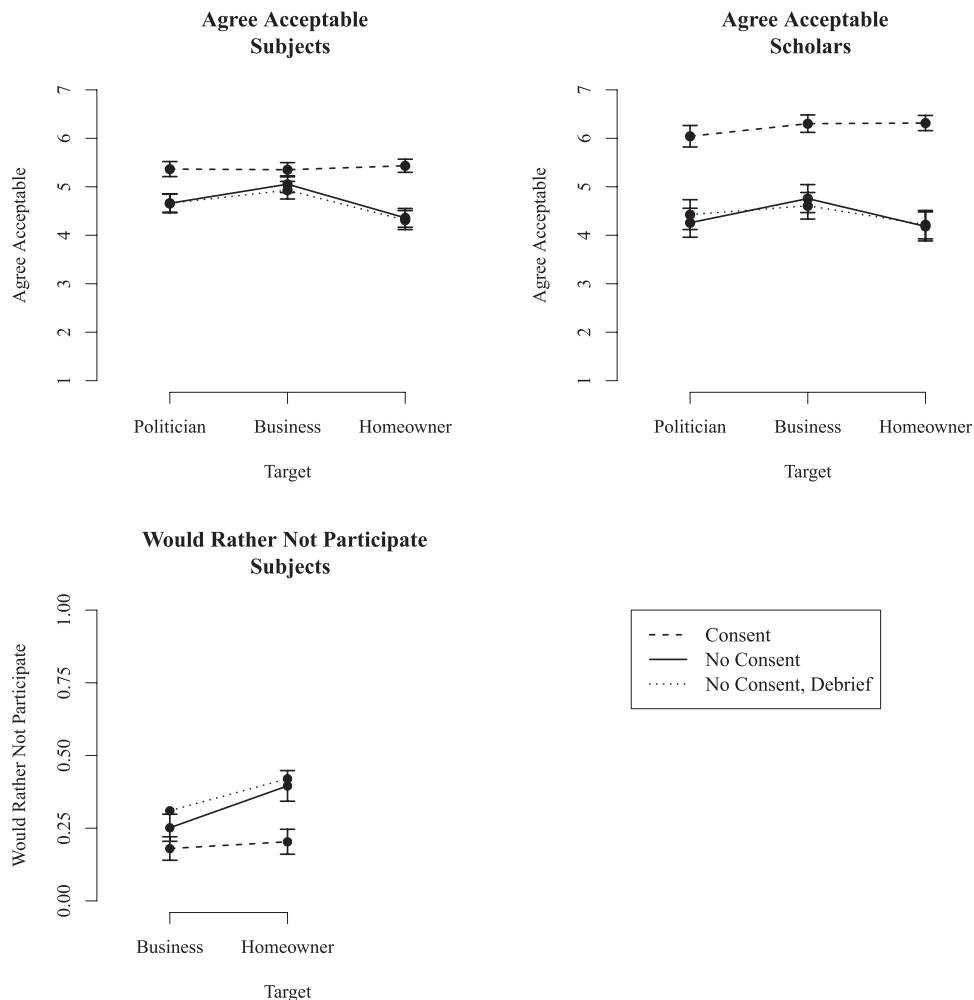 Agree Acceptable
Subjects
Agree Acceptable
1
2
3
4
5
6
7
Politician
Business
Homeowner
Target
Agree Acceptable
Scholars
Agree Acceptable
1
2
3
4
5
6
7
Politician
Business
Homeowner
Target
Would Rather Not Participate
Subjects
Would Rather Not Participate
0.00
0.25
0.50
0.75
1.00
Business
Homeowner
Target
Consent
No Consent
No Consent, Debrief